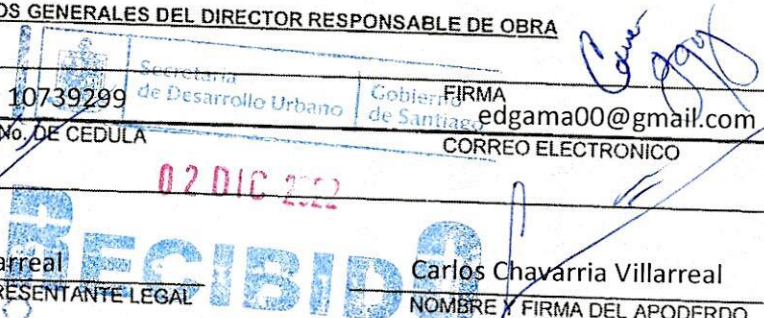 OS GENERALES DEL DIRECTOR RESPONSABLE DE OBRA
Secretaría
de Desarrollo Urbano
Gobierno
de Santiago
FIRMA
10739299
edgama00@gmail.com
No. DE CEDULA
CORREO ELECTRONICO
02 DIC 2022
RECIBIDO
arreal
Carlos Chavarria Villarreal
RESENTANTE LEGAL
NOMBRE Y FIRMA DEL APODERDO